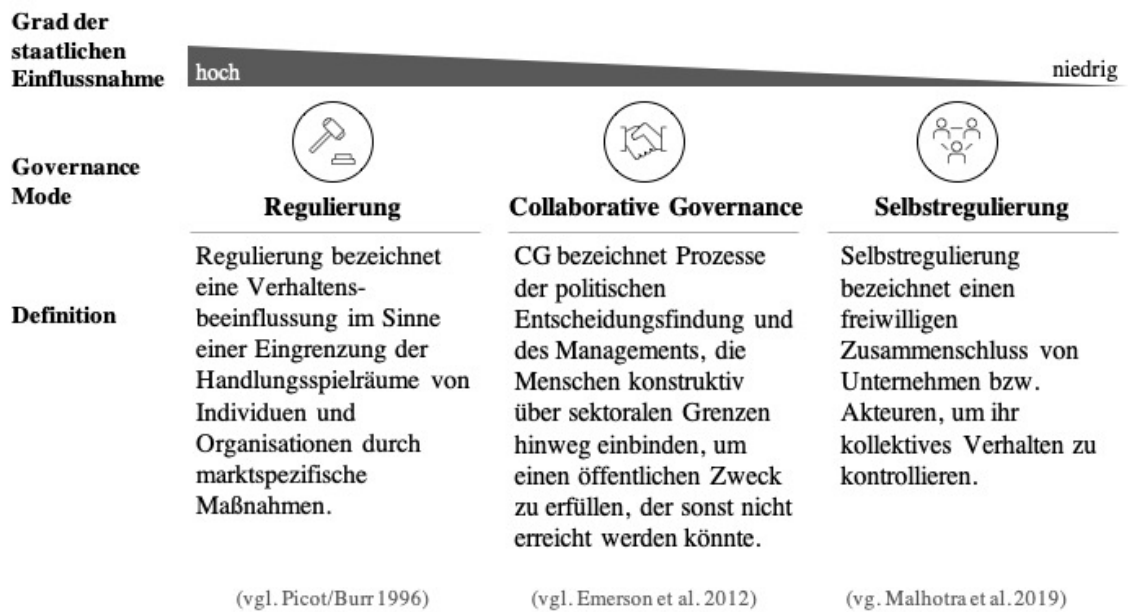 Grad der
staatlichen
Einflussnahme
hoch
niedrig
Governance
Mode
Regulierung
Collaborative Governance
Selbstregulierung
Definition
Regulierung bezeichnet
eine Verhaltens-
beeinflussung im Sinne
einer Eingrenzung der
Handlungsspielräume von
Individuen und
Organisationen durch
marktspezifische
Maßnahmen.
(vgl. Picot/Burr 1996)
CG bezeichnet Prozesse
der politischen
Entscheidungsfindung und
des Managements, die
Menschen konstruktiv
über sektoralen Grenzen
hinweg einbinden, um
einen öffentlichen Zweck
zu erfüllen, der sonst nicht
erreicht werden könnte.
(vgl. Emerson et al. 2012)
Selbstregulierung
bezeichnet einen
freiwilligen
Zusammenschluss von
Unternehmen bzw.
Akteuren, um ihr
kollektives Verhalten zu
kontrollieren.
(vg. Malhotra et al. 2019)